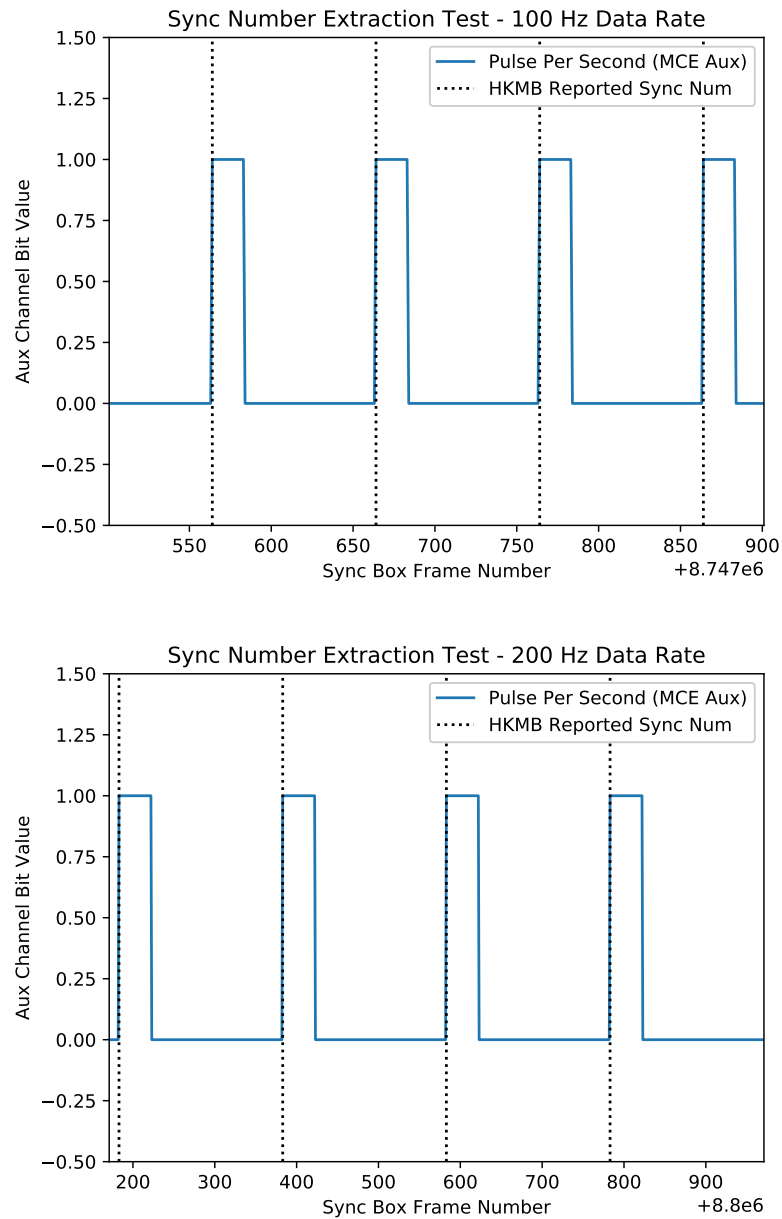 Sync Number Extraction Test - 100 Hz Data Rate
1.50
1.25
1.00
0.75
0.50
0.25
0.00
−0.25
−0.50
Aux Channel Bit Value
Pulse Per Second (MCE Aux)
HKMB Reported Sync Num
550 600 650 700 750 800 850 900
Sync Box Frame Number
+8.747e6
Sync Number Extraction Test - 200 Hz Data Rate
1.50
1.25
1.00
0.75
0.50
0.25
0.00
−0.25
−0.50
Aux Channel Bit Value
Pulse Per Second (MCE Aux)
HKMB Reported Sync Num
200 300 400 500 600 700 800 900
Sync Box Frame Number
+8.8e6